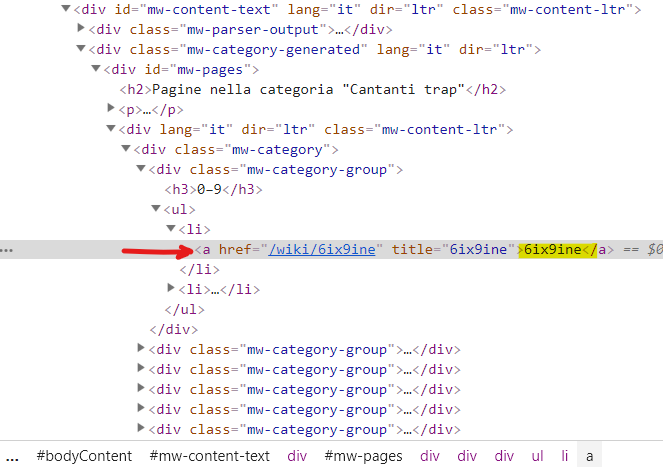 <div id="mw-content-text" lang="it" dir="ltr" class="mw-content-ltr">
<div class="mw-parser-output">…</div>
<div class="mw-category-generated" lang="it" dir="ltr">
<div id="mw-pages">
<h2>Pagine nella categoria "Cantanti trap"</h2>
<p>…</p>
<div lang="it" dir="ltr" class="mw-content-ltr">
<div class="mw-category">
<div class="mw-category-group">
<h3>0–9</h3>
<ul>
<li>
… <a href="/wiki/6ix9ine" title="6ix9ine">6ix9ine</a> == $0
</li>
<li>…</li>
</ul>
</div>
<div class="mw-category-group">…</div>
<div class="mw-category-group">…</div>
<div class="mw-category-group">…</div>
<div class="mw-category-group">…</div>
<div class="mw-category-group">…</div>
… #bodyContent #mw-content-text div #mw-pages div div div ul li a